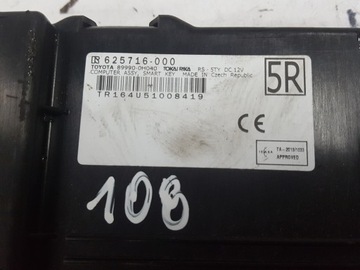 625716-000
TOYOTA 89990-0H040 TOKAI RIKA RS-5TY DC 12V
COMPUTER ASSY, SMART KEY MADE IN Czech Republic
5R
TR164U51008419
CE
APPROVED
108